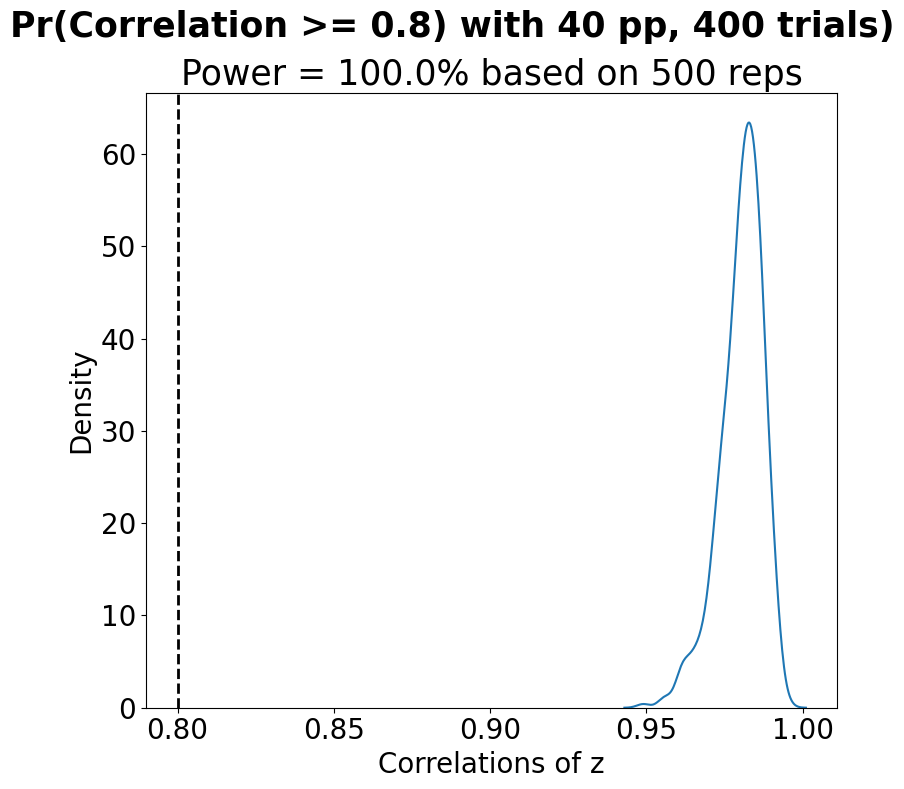 Pr(Correlation >= 0.8) with 40 pp, 400 trials)
Power = 100.0% based on 500 reps
60
50
40
30
20
10
0
Density
0.80 0.85 0.90 0.95 1.00
Correlations of z